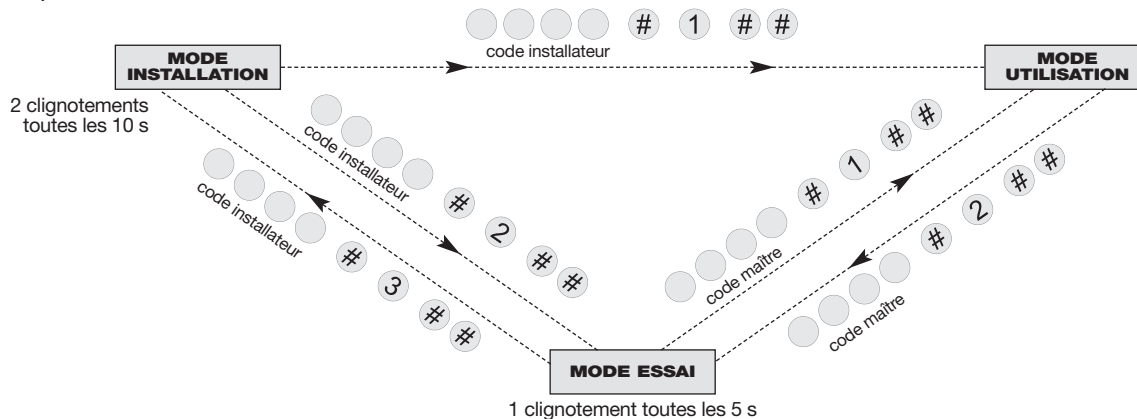 # 1 # #
code installateur
MODE
INSTALLATION
MODE
UTILISATION
2 clignotements
toutes les 10 s
code installateur
# 2 # #
code installateur
# 3 # #
code maître
# 1 # #
code maître
# 2 # #
MODE ESSAI
1 clignotement toutes les 5 s